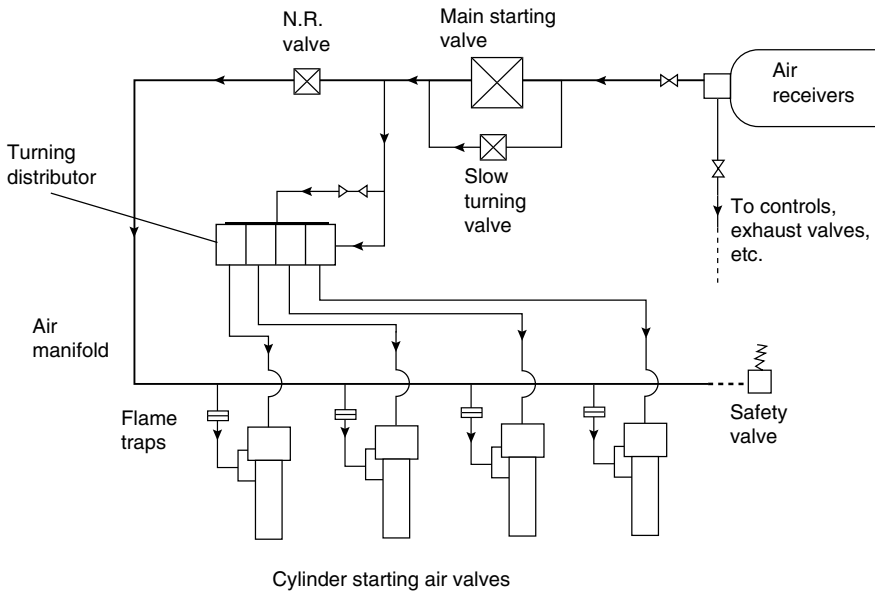 N.R.
valve
Main starting
valve
Air
receivers
Turning
distributor
Slow
turning
valve
To controls,
exhaust valves,
etc.
Air
manifold
Flame
traps
Safety
valve
Cylinder starting air valves